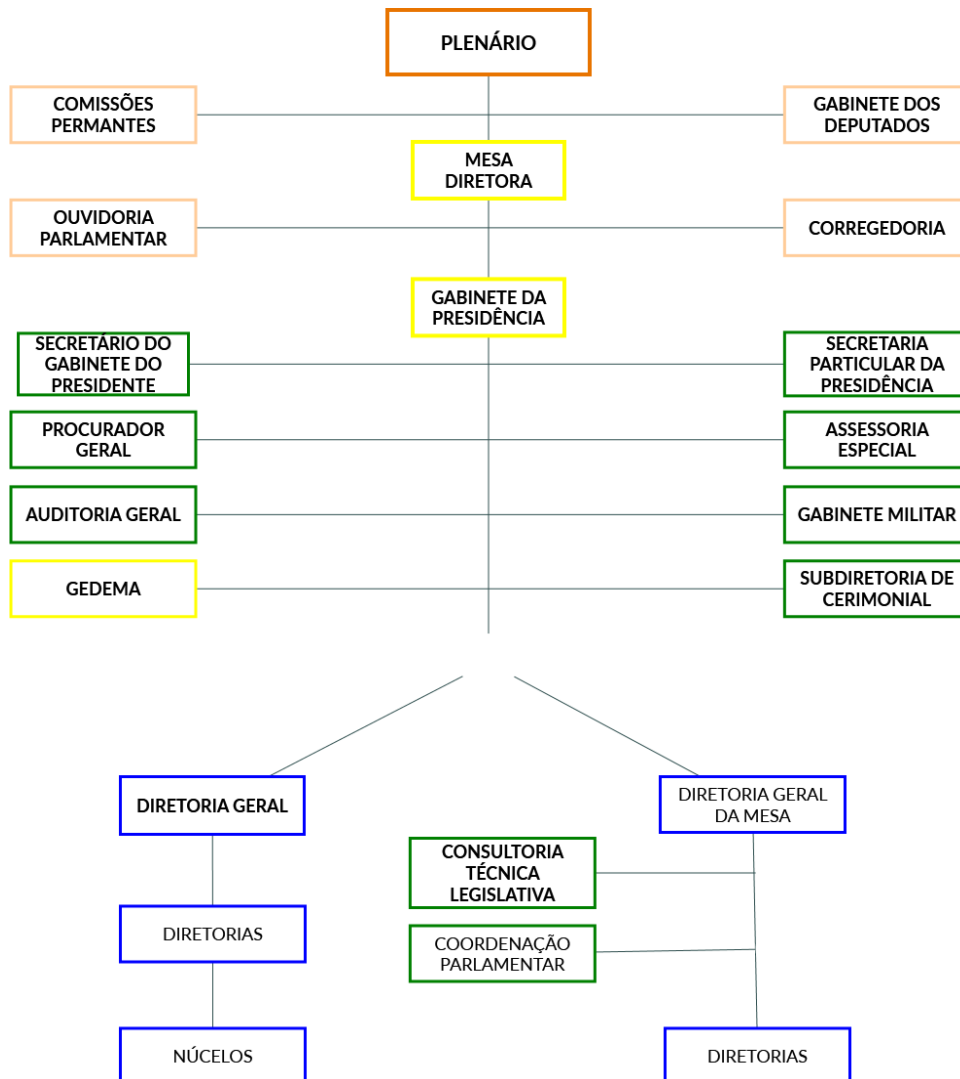 PLENÁRIO
COMISSÕES
PERMANTES
GABINETE DOS
DEPUTADOS
MESA
DIRETORA
OUVIDORIA
PARLAMENTAR
CORREGEDORIA
GABINETE DA
PRESIDÊNCIA
SECRETÁRIO DO
GABINETE DO
PRESIDENTE
SECRETARIA
PARTICULAR DA
PRESIDÊNCIA
PROCURADOR
GERAL
ASSESSORIA
ESPECIAL
AUDITORIA GERAL
GABINETE MILITAR
GEDEMA
SUBDIRETORIA DE
CERIMONIAL
DIRETORIA GERAL
DIRETORIA GERAL
DA MESA
CONSULTORIA
TÉCNICA
LEGISLATIVA
DIRETORIAS
COORDENAÇÃO
PARLAMENTAR
NÚCELOS
DIRETORIAS